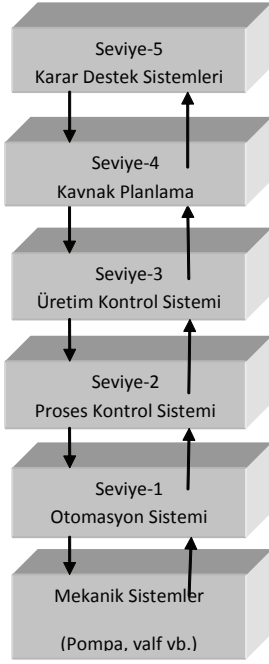 Seviye-5
Karar Destek Sistemleri
Seviye-4
Kavnak Planlama
Seviye-3
Üretim Kontrol Sistemi
Seviye-2
Proses Kontrol Sistemi
Seviye-1
Otomasyon Sistemi
Mekanik Sistemler
(Pompa, valf vb.)